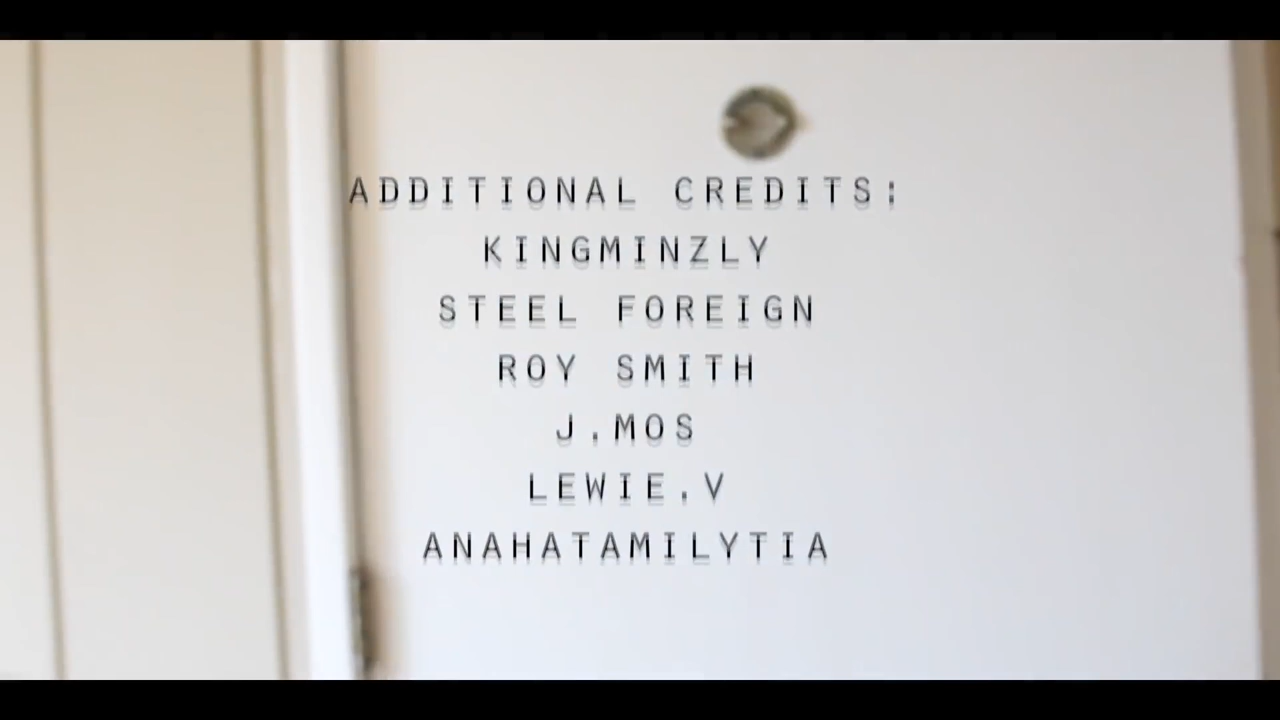 ADDITIONAL CREDITS:
KINGMINZLY
STEEL FOREIGN
ROY SMITH
J.MOS
LEWIE.V
ANAHATAMILYTIA